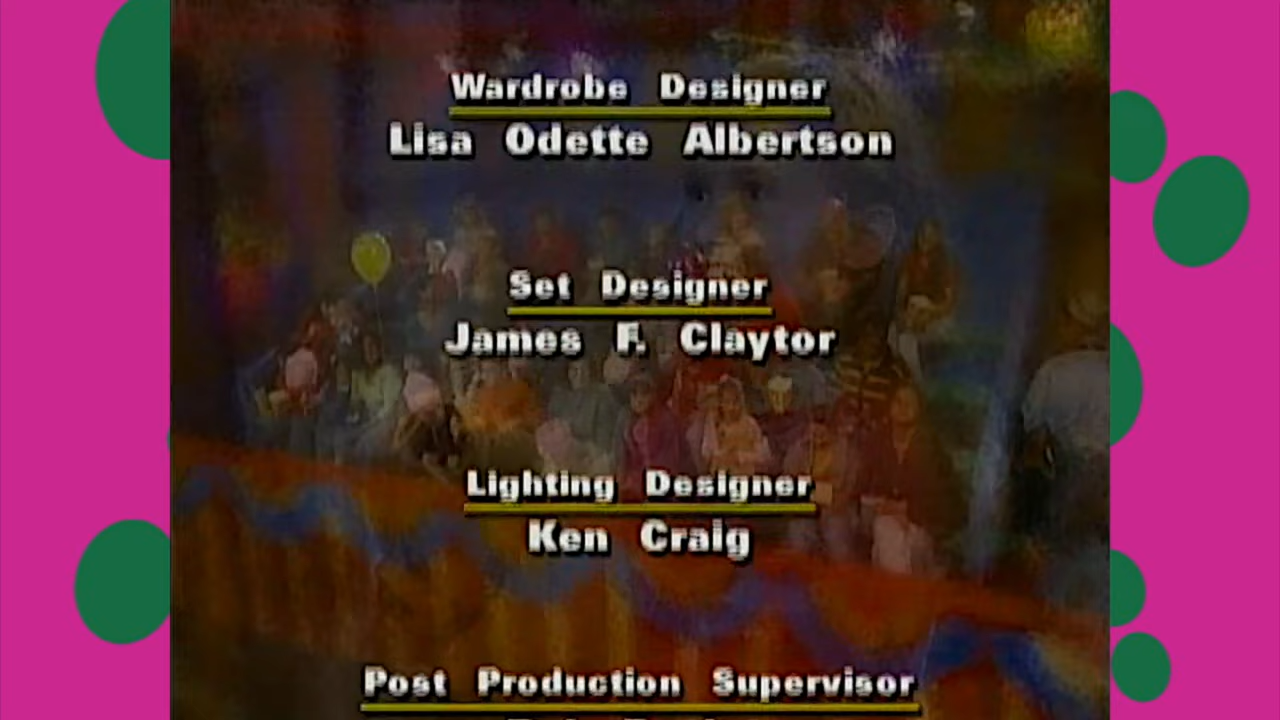 Wardrobe Designer
Lisa Odette Albertson
Set Designer
James F. Claytor
Lighting Designer
Ken Craig
Post Production Supervisor